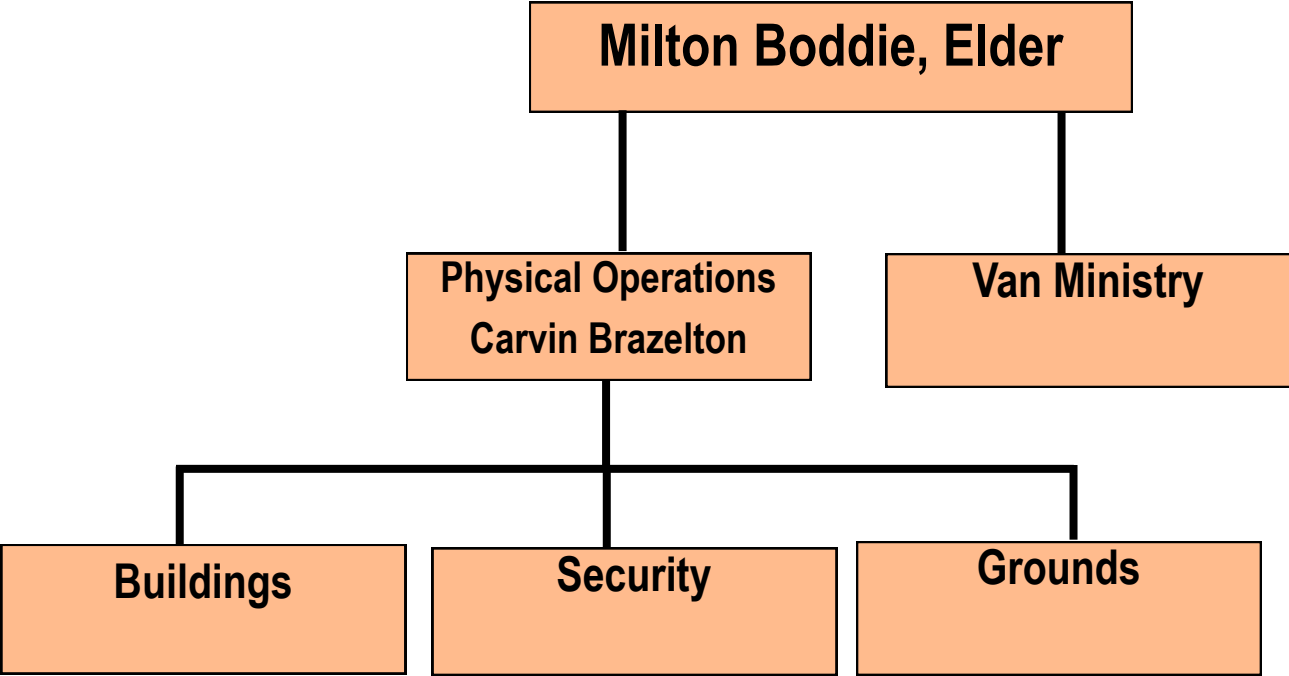 Milton Boddie, Elder
Physical Operations
Carvin Brazelton
Van Ministry
Buildings
Security
Grounds